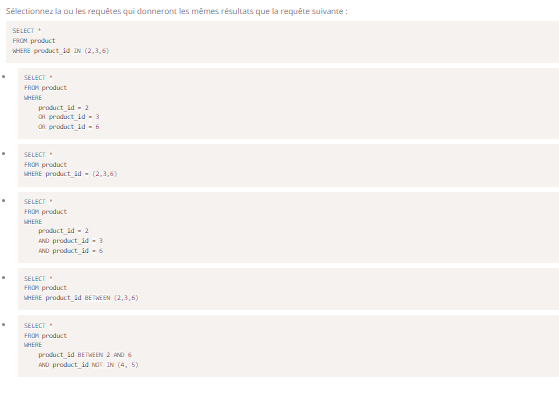 Sélectionnez la ou les requêtes qui donneront les mêmes résultats que la requête suivante :
SELECT *
FROM product
WHERE product_id IN (2,3,6)
SELECT *
FROM product
WHERE
product_id = 2
OR product_id = 3
OR product_id = 6
SELECT *
FROM product
WHERE product_id = (2,3,6)
SELECT *
FROM product
WHERE
product_id = 2
AND product_id = 3
AND product_id = 6
SELECT *
FROM product
WHERE product_id BETWEEN (2,3,6)
SELECT *
FROM product
WHERE
product_id BETWEEN 2 AND 6
AND product_id NOT IN (4, 5)